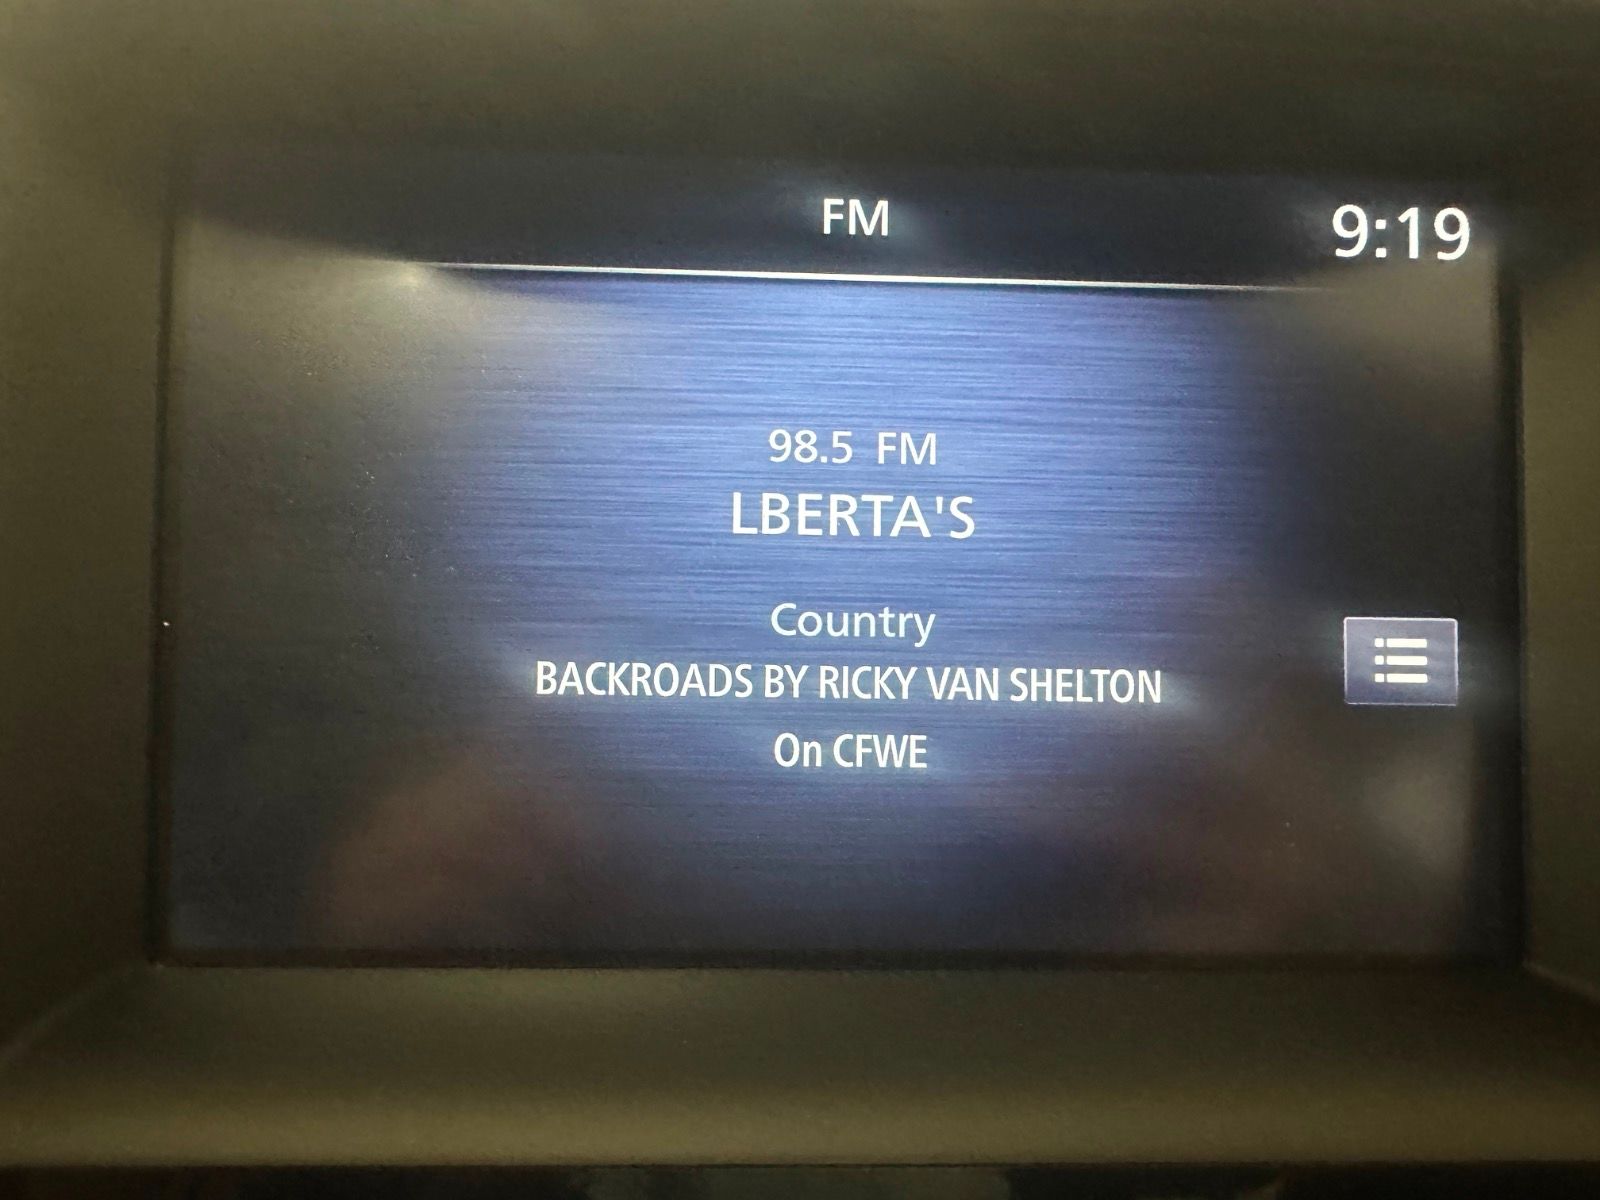 FM
9:19
98.5 FM
LBERTA'S
Country
BACKROADS BY RICKY VAN SHELTON
On CFWE